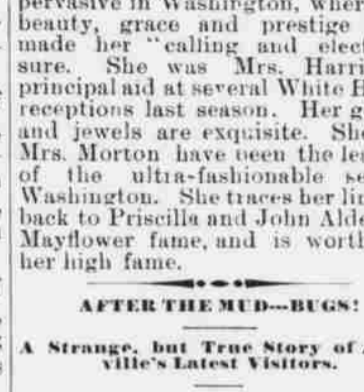 pervasive in Washington, wher
beauty, grace and prestige
made her "calling and elec
sure. She was Mrs. Harri
principal aid at several White H
receptions last season. Her g
and jewels are exquisite. She
Mrs. Morton have been the lea
of the ultra-fashionable se
Washington. She traces her lin
back to Priscilla and John Alde
Mayflower fame, and is worth
her high fame.
AFTER THE MUD---BUGS!
A Strange, but True Story of
ville's Latest Visitors.